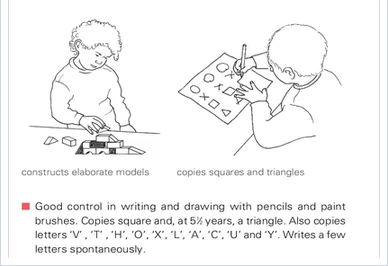 constructs elaborate models
copies squares and triangles
Good control in writing and drawing with pencils and paint
brushes. Copies square and, at 5½ years, a triangle. Also copies
letters ‘V’ , ‘T’ , ‘H’, ‘O’, ‘X’, ‘L’, ‘A’, ‘C’, ‘U’ and ‘Y’. Writes a few
letters spontaneously.